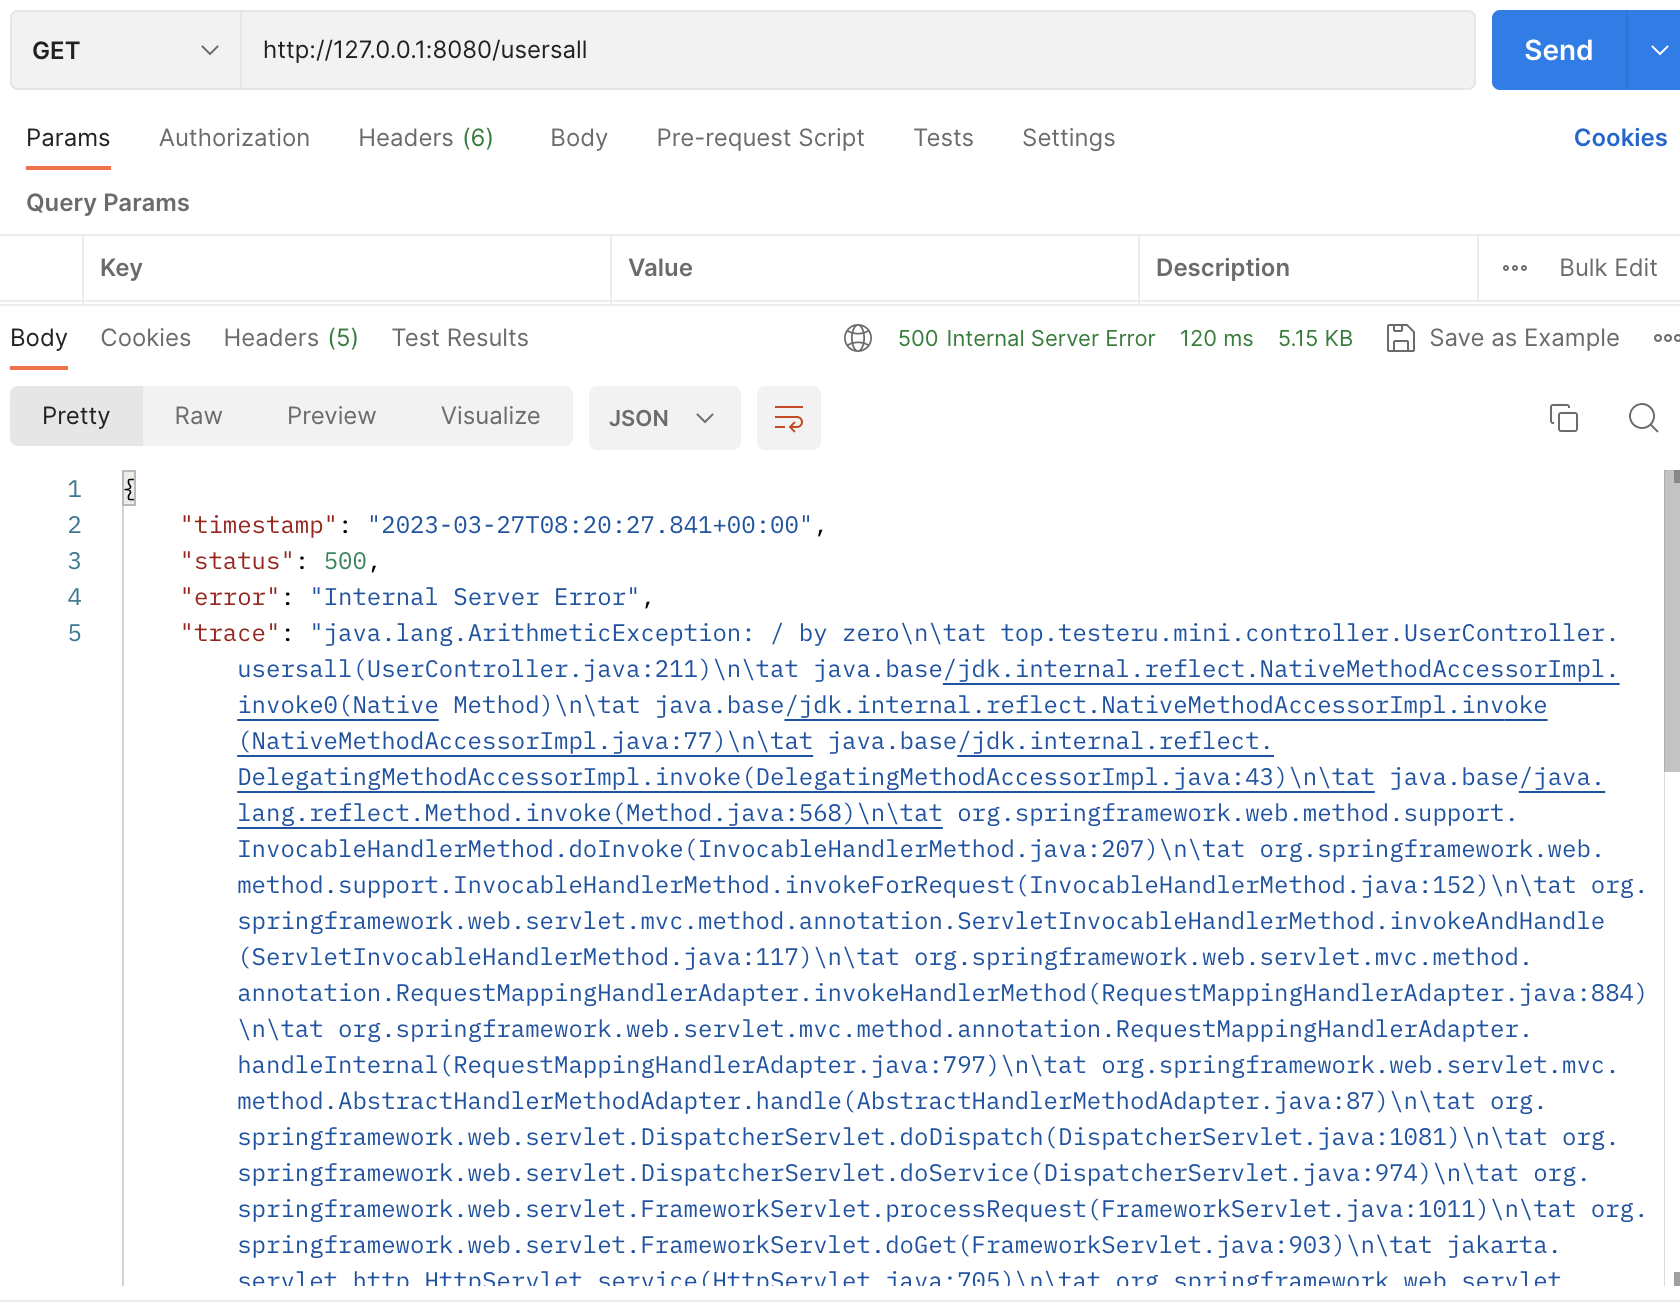 GET http://127.0.0.1:8080/usersall Send
Params Authorization Headers (6) Body Pre-request Script Tests Settings Cookies
Query Params
Key Value Description Bulk Edit
Body Cookies Headers (5) Test Results 500 Internal Server Error 120 ms 5.15 KB Save as Example
Pretty Raw Preview Visualize JSON
1 {
2 "timestamp": "2023-03-27T08:20:27.841+00:00",
3 "status": 500,
4 "error": "Internal Server Error",
5 "trace": "java.lang.ArithmeticException: / by zero\n\tat top.testeru.mini.controller.UserController.
usersall(UserController.java:211)\n\tat java.base/jdk.internal.reflect.NativeMethodAccessorImpl.
invoke0(Native Method)\n\tat java.base/jdk.internal.reflect.NativeMethodAccessorImpl.invoke
(NativeMethodAccessorImpl.java:77)\n\tat java.base/jdk.internal.reflect.
DelegatingMethodAccessorImpl.invoke(DelegatingMethodAccessorImpl.java:43)\n\tat java.base/java.
lang.reflect.Method.invoke(Method.java:568)\n\tat org.springframework.web.method.support.
InvocableHandlerMethod.doInvoke(InvocableHandlerMethod.java:207)\n\tat org.springframework.web.
method.support.InvocableHandlerMethod.invokeForRequest(InvocableHandlerMethod.java:152)\n\tat org.
springframework.web.servlet.mvc.method.annotation.ServletInvocableHandlerMethod.invokeAndHandle
(ServletInvocableHandlerMethod.java:117)\n\tat org.springframework.web.servlet.mvc.method.
annotation.RequestMappingHandlerAdapter.invokeHandlerMethod(RequestMappingHandlerAdapter.java:884)
\n\tat org.springframework.web.servlet.mvc.method.annotation.RequestMappingHandlerAdapter.
handleInternal(RequestMappingHandlerAdapter.java:797)\n\tat org.springframework.web.servlet.mvc.
method.AbstractHandlerMethodAdapter.handle(AbstractHandlerMethodAdapter.java:87)\n\tat org.
springframework.web.servlet.DispatcherServlet.doDispatch(DispatcherServlet.java:1081)\n\tat org.
springframework.web.servlet.DispatcherServlet.doService(DispatcherServlet.java:974)\n\tat org.
springframework.web.servlet.FrameworkServlet.processRequest(FrameworkServlet.java:1011)\n\tat org.
springframework.web.servlet.FrameworkServlet.doGet(FrameworkServlet.java:903)\n\tat jakarta.
servlet.http.HttpServlet.service(HttpServlet.java:705)\n\tat org.springframework.web.servlet.